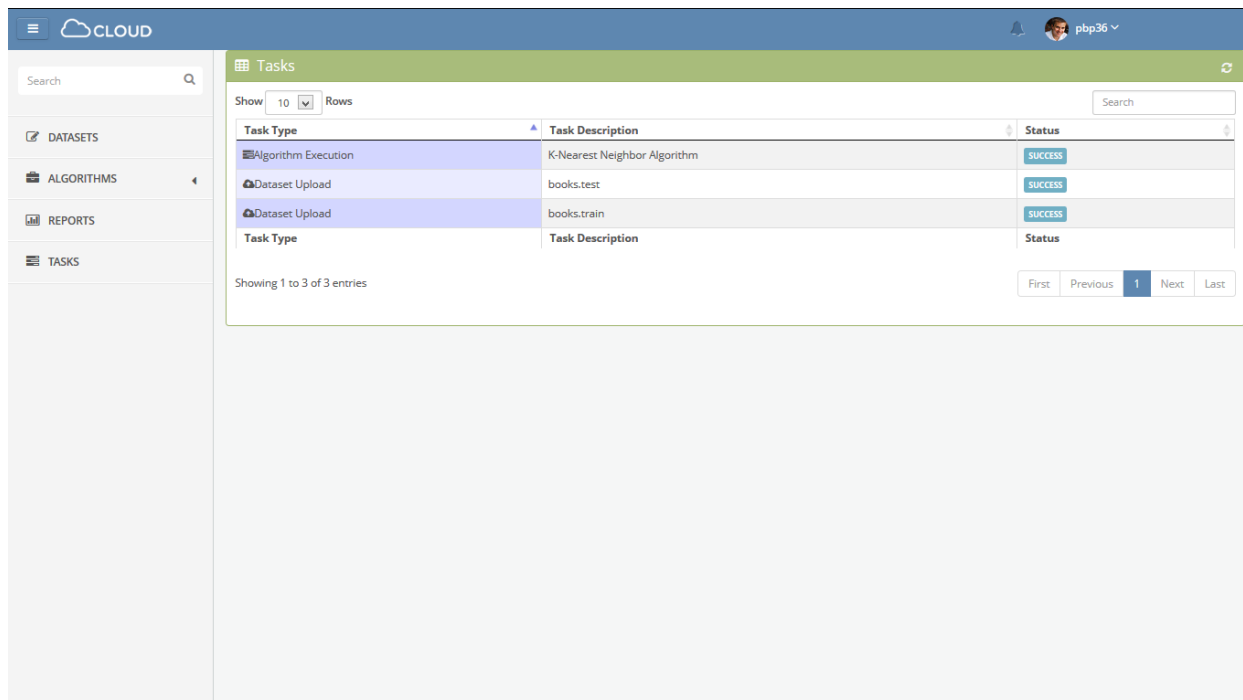 CLOUD
pbp36
Search
DATASETS
ALGORITHMS
REPORTS
TASKS
Tasks
Show 10 Rows
Search
Task Type Task Description Status
Algorithm Execution K-Nearest Neighbor Algorithm SUCCESS
Dataset Upload books.test SUCCESS
Dataset Upload books.train SUCCESS
Task Type Task Description Status
Showing 1 to 3 of 3 entries
First Previous 1 Next Last